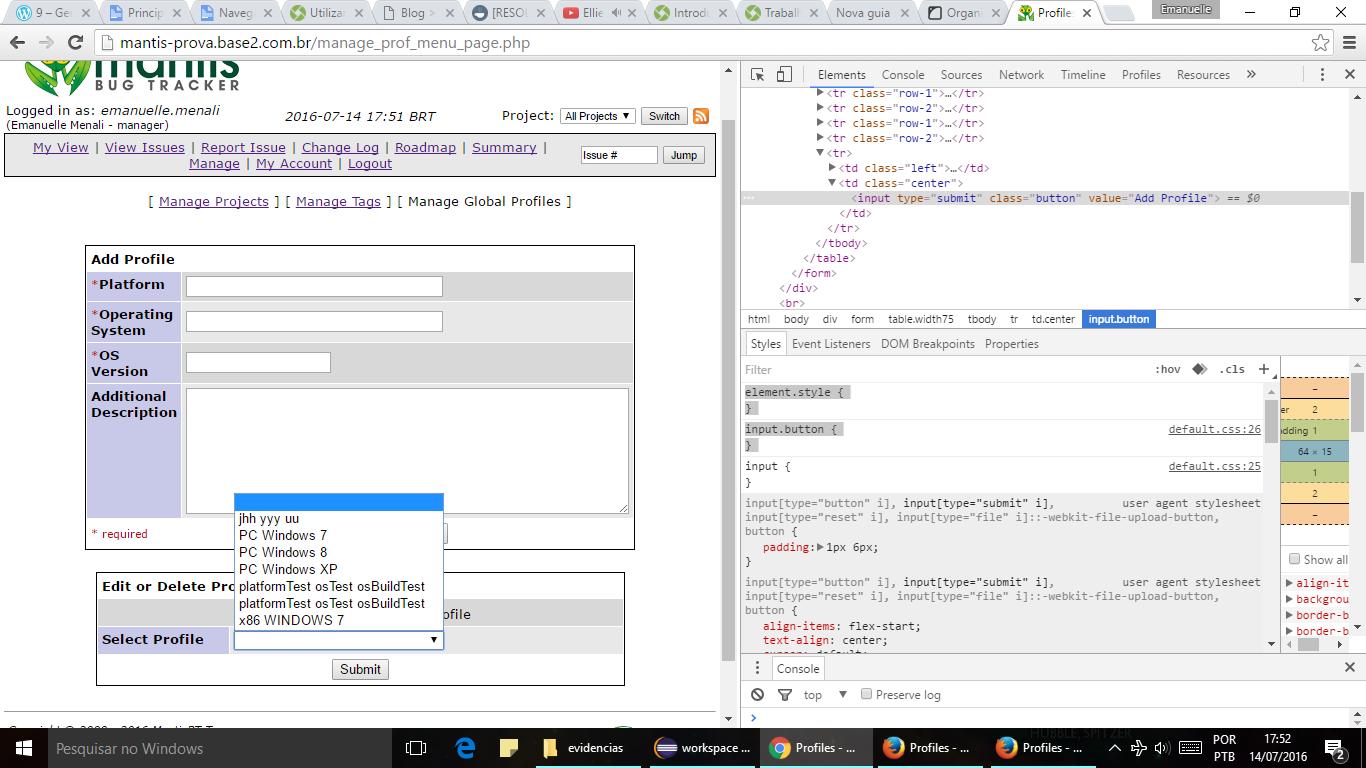 9 – Ge
Princip
Naveg
Utilizar
Blog >
[RESOL
Ellie
Introdu
Trabalh
Nova guia
Organi
Profile
Emanuelle
mantis-prova.base2.com.br/manage_prof_menu_page.php
mantis
BUG TRACKER
Logged in as: emanuelle.menali
(Emanuelle Menali - manager)
2016-07-14 17:51 BRT
Project: All Projects Switch
My View | View Issues | Report Issue | Change Log | Roadmap | Summary |
Manage | My Account | Logout
Issue # Jump
[ Manage Projects ] [ Manage Tags ] [ Manage Global Profiles ]
Add Profile
*Platform
*Operating
System
*OS
Version
Additional
Description
* required
jhh yyy uu
PC Windows 7
PC Windows 8
PC Windows XP
platformTest osTest osBuildTest
platformTest osTest osBuildTest
x86 WINDOWS 7
Edit or Delete Pro
ofile
Select Profile
Submit
Elements Console Sources Network Timeline Profiles Resources »
▶<tr class="row-1">…</tr>
▶<tr class="row-2">…</tr>
▶<tr class="row-1">…</tr>
▶<tr class="row-2">…</tr>
▼<tr>
▶<td class="left">…</td>
▼<td class="center">
… <input type="submit" class="button" value="Add Profile"> == $0
</td>
</tr>
</tbody>
</table>
</form>
</div>
<br>
html body div form table.width75 tbody tr td.center input.button
Styles Event Listeners DOM Breakpoints Properties
Filter :hov .cls +
element.style {
}
input.button { default.css:26
}
input { default.css:25
}
input[type="button" i], input[type="submit" i], user agent stylesheet
input[type="reset" i], input[type="file" i]::-webkit-file-upload-button,
button {
padding:▶1px 6px;
}
input[type="button" i], input[type="submit" i], user agent stylesheet
input[type="reset" i], input[type="file" i]::-webkit-file-upload-button,
button {
align-items: flex-start;
text-align: center;
cursor: default;
–
er 2
dding 1
64 × 15
1
2
–
Show all
▶align-it
▶backgrou
▶border-b
▶border-b
Console
top ▼ Preserve log
>
Pesquisar no Windows
evidencias
workspace ...
Profiles - ...
Profiles - ...
Profiles - ...
HUBBLE, SPITZER
POR
PTB
17:52
14/07/2016
2